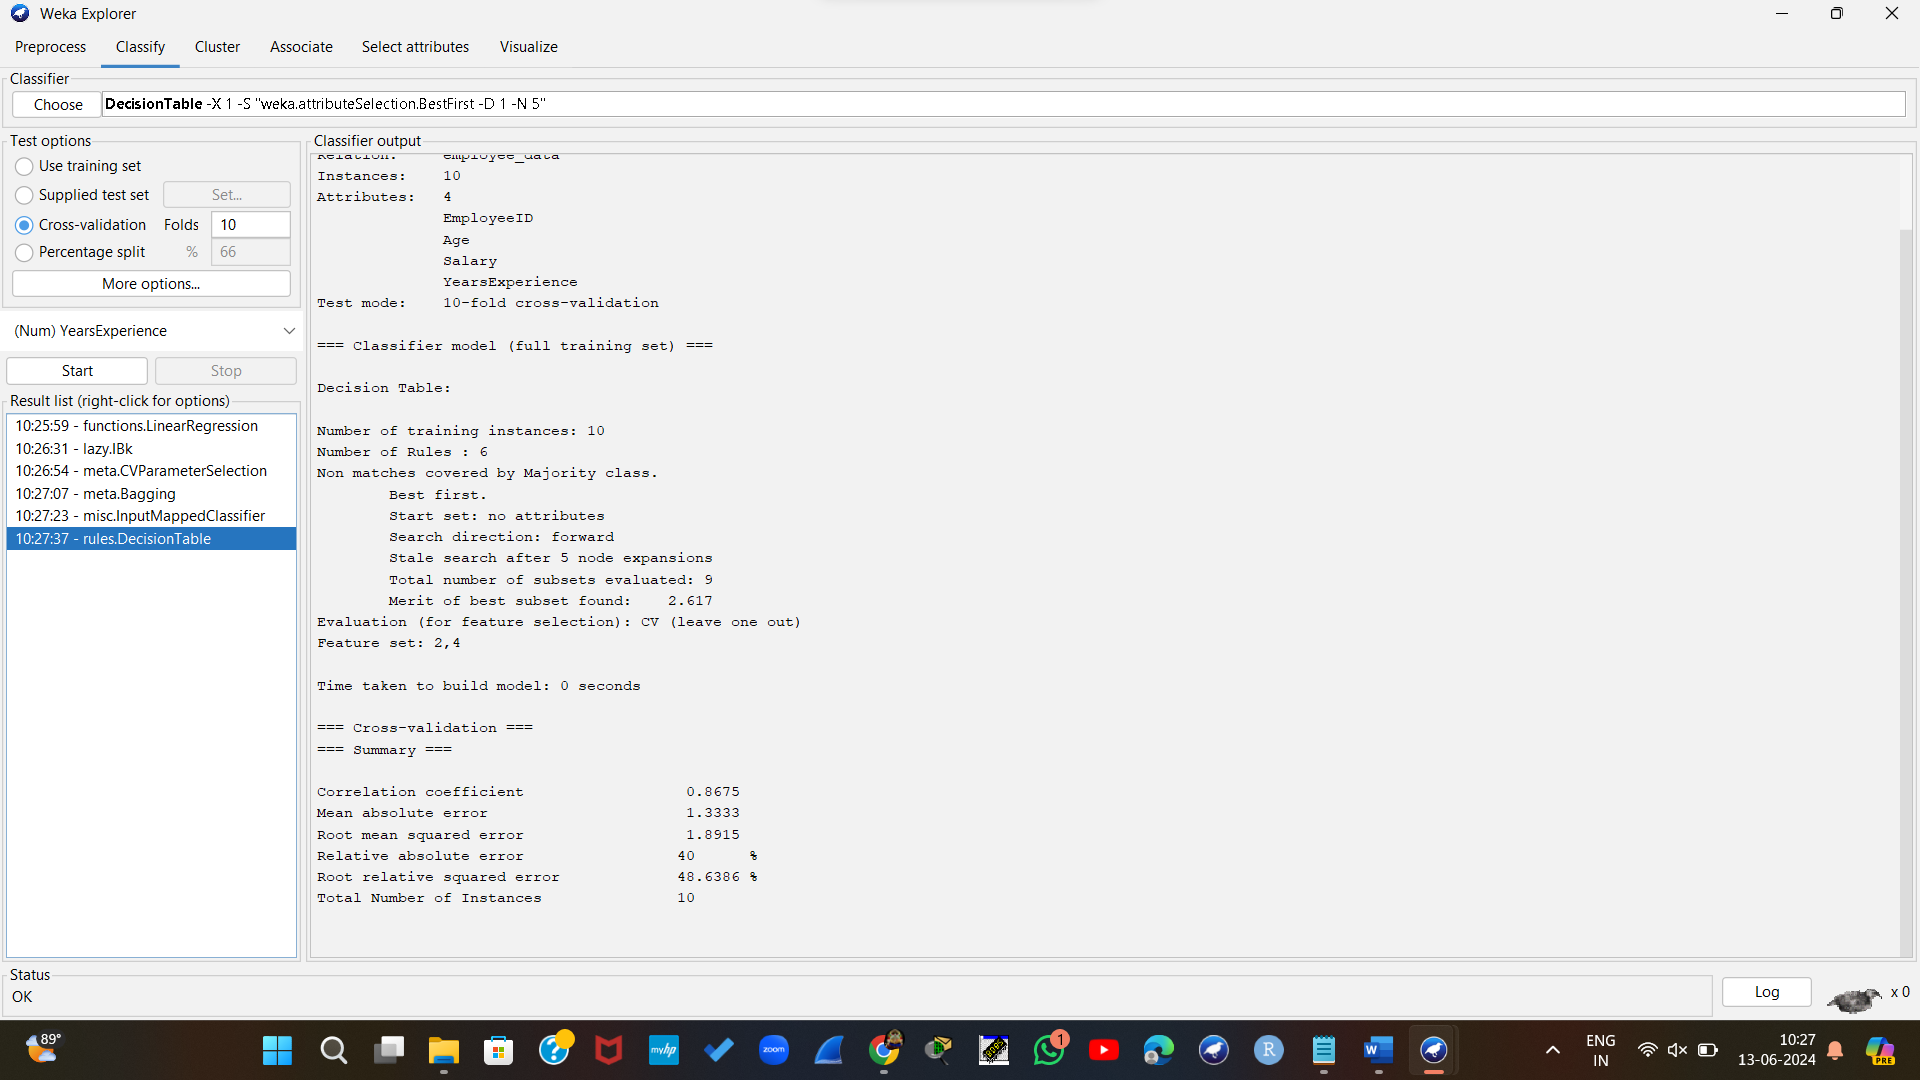 Weka Explorer
Preprocess Classify Cluster Associate Select attributes Visualize
Classifier
Choose DecisionTable -X 1 -S "weka.attributeSelection.BestFirst -D 1 -N 5"
Test options
Use training set
Supplied test set Set...
Cross-validation Folds 10
Percentage split % 66
More options...
(Num) YearsExperience
Start Stop
Result list (right-click for options)
10:25:59 - functions.LinearRegression
10:26:31 - lazy.IBk
10:26:54 - meta.CVParameterSelection
10:27:07 - meta.Bagging
10:27:23 - misc.InputMappedClassifier
10:27:37 - rules.DecisionTable
Classifier output
Relation: employee_data
Instances: 10
Attributes: 4
EmployeeID
Age
Salary
YearsExperience
Test mode: 10-fold cross-validation
=== Classifier model (full training set) ===
Decision Table:
Number of training instances: 10
Number of Rules : 6
Non matches covered by Majority class.
Best first.
Start set: no attributes
Search direction: forward
Stale search after 5 node expansions
Total number of subsets evaluated: 9
Merit of best subset found: 2.617
Evaluation (for feature selection): CV (leave one out)
Feature set: 2,4
Time taken to build model: 0 seconds
=== Cross-validation ===
=== Summary ===
Correlation coefficient 0.8675
Mean absolute error 1.3333
Root mean squared error 1.8915
Relative absolute error 40 %
Root relative squared error 48.6386 %
Total Number of Instances 10
Status
OK
Log
x 0
89°
myhp
zoom
1
R
W
ENG
IN
10:27
13-06-2024
PRE